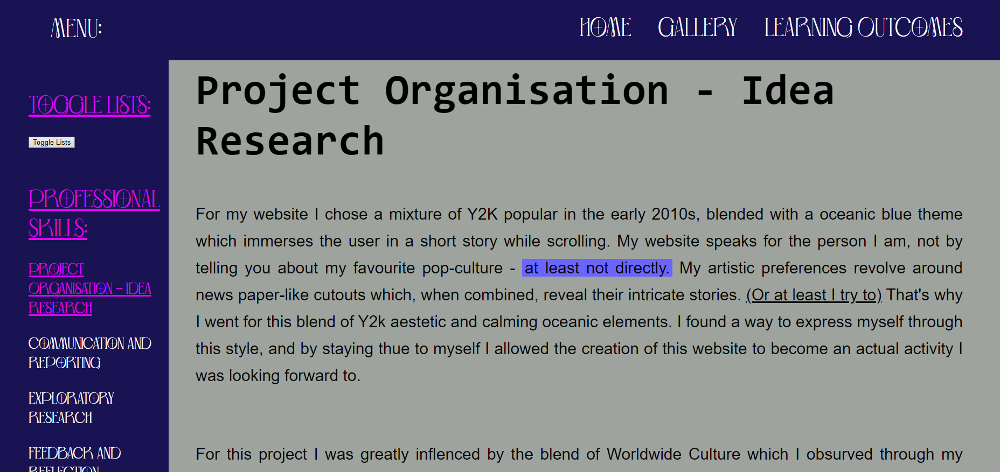 MENU:
HOME GALLERY LEARNING OUTCOMES
TOGGLE LISTS:
Toggle Lists
PROFESSIONAL
SKILLS:
PROJECT
ORGANISATION – IDEA
RESEARCH
COMMUNICATION AND
REPORTING
EXPLORATORY
RESEARCH
FEEDBACK AND
REFLECTION
Project Organisation - Idea
Research
For my website I chose a mixture of Y2K popular in the early 2010s, blended with a oceanic blue theme
which immerses the user in a short story while scrolling. My website speaks for the person I am, not by
telling you about my favourite pop-culture - at least not directly. My artistic preferences revolve around
news paper-like cutouts which, when combined, reveal their intricate stories. (Or at least I try to) That's why
I went for this blend of Y2k aestetic and calming oceanic elements. I found a way to express myself through
this style, and by staying thue to myself I allowed the creation of this website to become an actual activity I
was looking forward to.
For this project I was greatly inflenced by the blend of Worldwide Culture which I obsurved through my